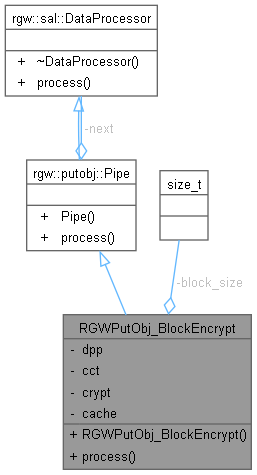 rgw::sal::DataProcessor
+ ~DataProcessor()
+ process()
-next
rgw::putobj::Pipe
+ Pipe()
+ process()
size_t
-block_size
RGWPutObj_BlockEncrypt
- dpp
- cct
- crypt
- cache
+ RGWPutObj_BlockEncrypt()
+ process()